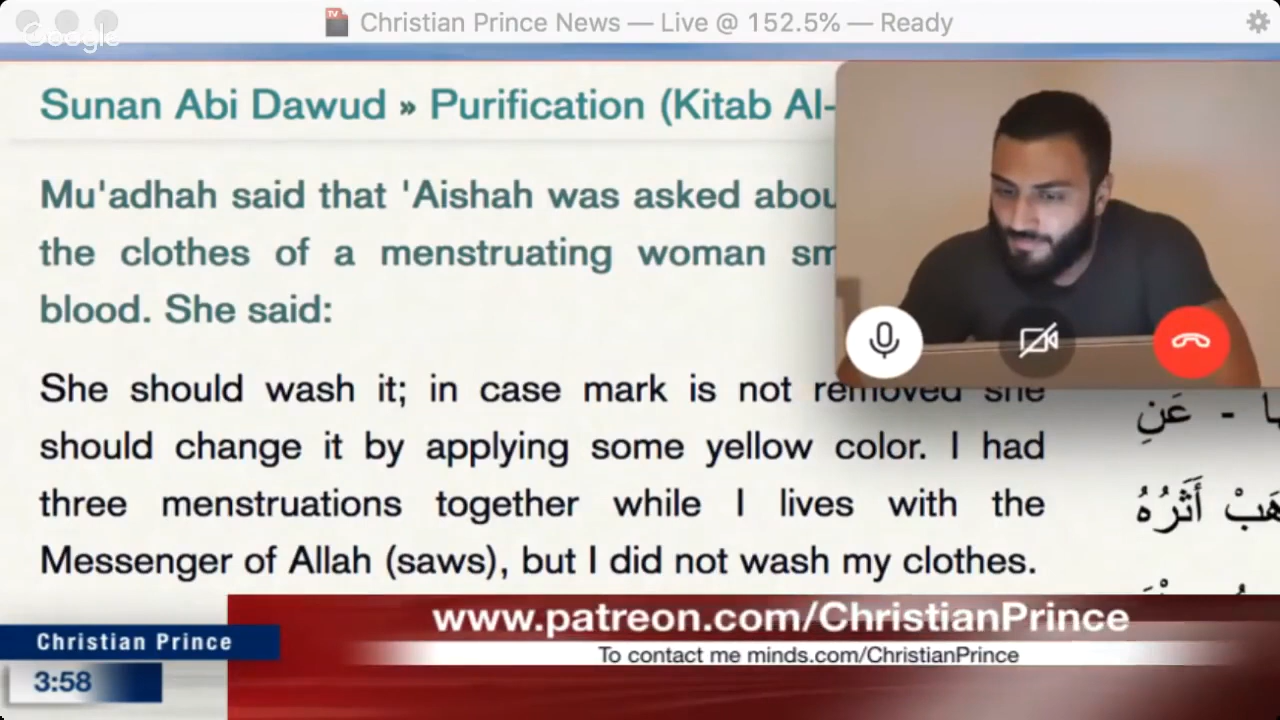 Christian Prince News — Live @ 152.5% — Ready
Google
Sunan Abi Dawud » Purification (Kitab Al-
Mu'adhah said that 'Aishah was asked abou
the clothes of a menstruating woman sm
blood. She said:
She should wash it; in case mark is not removed she
should change it by applying some yellow color. I had
three menstruations together while I lives with the
Messenger of Allah (saws), but I did not wash my clothes.
ا - عَنِ
هَبْ أَثَرُهُ
www.patreon.com/ChristianPrince
To contact me minds.com/ChristianPrince
Christian Prince
3:58